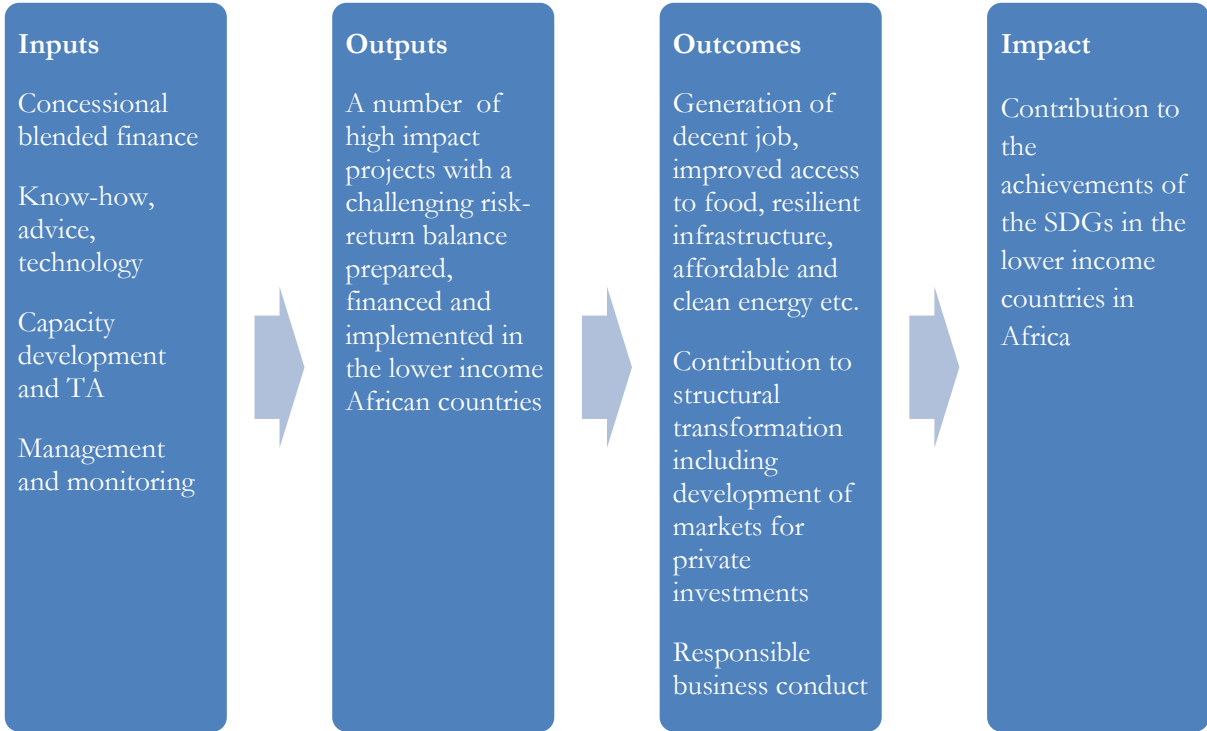 Inputs
Concessional
blended finance
Know-how,
advice,
technology
Capacity
development
and TA
Management
and monitoring
Outputs
A number of
high impact
projects with a
challenging risk-
return balance
prepared,
financed and
implemented in
the lower income
African countries
Outcomes
Generation of
decent job,
improved access
to food, resilient
infrastructure,
affordable and
clean energy etc.
Contribution to
structural
transformation
including
development of
markets for
private
investments
Responsible
business conduct
Impact
Contribution to
the
achievements of
the SDGs in the
lower income
countries in
Africa